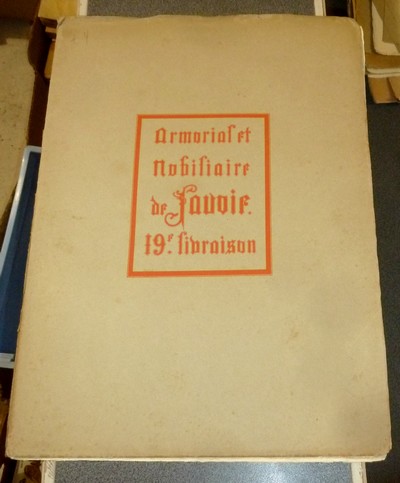 Armorial et
Nobiliaire
de Savoie.
19e. livraison